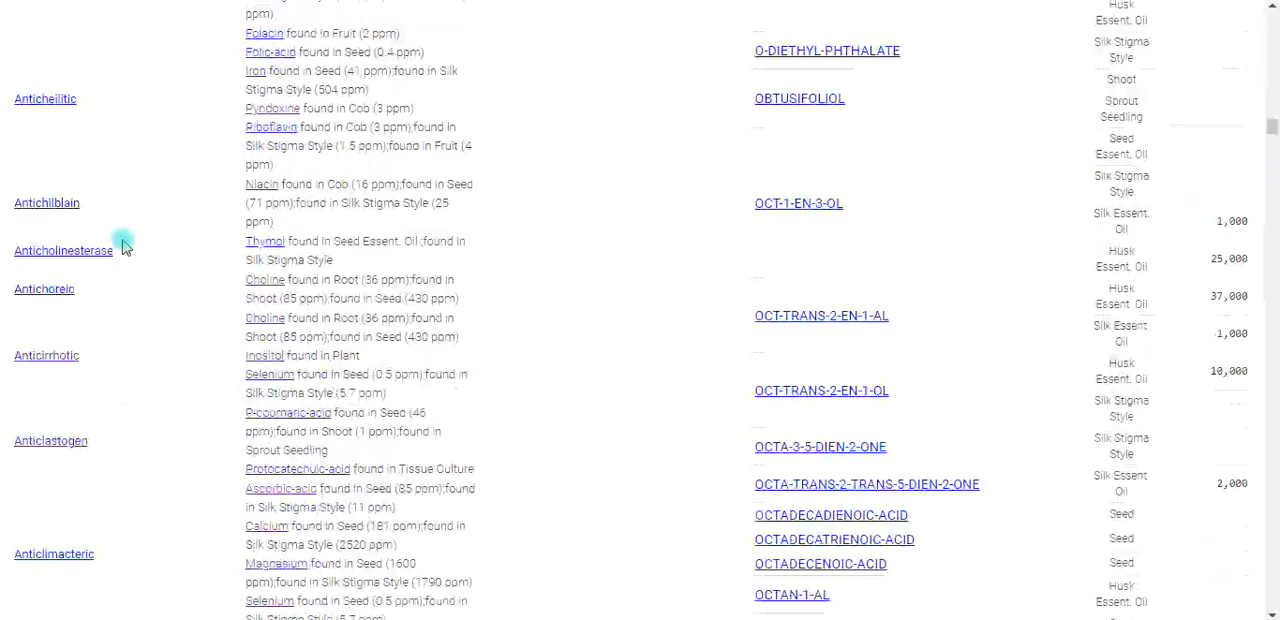 ppm)
Folacin found in Fruit (2 ppm)
Folic-acid found in Seed (0.4 ppm)
Iron found in Seed (41 ppm);found in Silk
Stigma Style (504 ppm)
Anticheilitic
Pyridoxine found in Cob (3 ppm)
Riboflavin found in Cob (3 ppm);found in
Silk Stigma Style (1.5 ppm);found in Fruit (4
ppm)
Niacin found in Cob (16 ppm);found in Seed
Antichilblain
(71 ppm);found in Silk Stigma Style (25
ppm)
Thymol found in Seed Essent. Oil ;found in
Anticholinesterase
Silk Stigma Style
Choline found in Root (36 ppm);found in
Antichoreic
Shoot (85 ppm);found in Seed (430 ppm)
Choline found in Root (36 ppm);found in
Shoot (85 ppm);found in Seed (430 ppm)
Anticirrhotic
Inositol found in Plant
Selenium found in Seed (0.5 ppm);found in
Silk Stigma Style (5.7 ppm)
P-coumaric-acid found in Seed (46
ppm);found in Shoot (1 ppm);found in
Anticlastogen
Sprout Seedling
Protocatechuic-acid found in Tissue Culture
Ascorbic-acid found in Seed (85 ppm);found
in Silk Stigma Style (11 ppm)
Calcium found in Seed (181 ppm);found in
Silk Stigma Style (2520 ppm)
Anticlimacteric
Magnesium found in Seed (1600
ppm);found in Silk Stigma Style (1790 ppm)
Selenium found in Seed (0.5 ppm);found in
Silk Stigma Style (5.7 ppm)
Husk
Essent. Oil
O-DIETHYL-PHTHALATE
Silk Stigma
Style
OBTUSIFOLIOL
Shoot
Sprout
Seedling
Seed
Essent. Oil
Silk Stigma
Style
OCT-1-EN-3-OL
Silk Essent.
Oil
1,000
Husk
Essent. Oil
25,000
Husk
Essent Oil
37,000
OCT-TRANS-2-EN-1-AL
Silk Essent
Oil
1,000
Husk
Essent. Oil
10,000
OCT-TRANS-2-EN-1-OL
Silk Stigma
Style
OCTA-3-5-DIEN-2-ONE
Silk Stigma
Style
OCTA-TRANS-2-TRANS-5-DIEN-2-ONE
Silk Essent
Oil
2,000
OCTADECADIENOIC-ACID
Seed
OCTADECATRIENOIC-ACID
Seed
OCTADECENOIC-ACID
Seed
OCTAN-1-AL
Husk
Essent. Oil